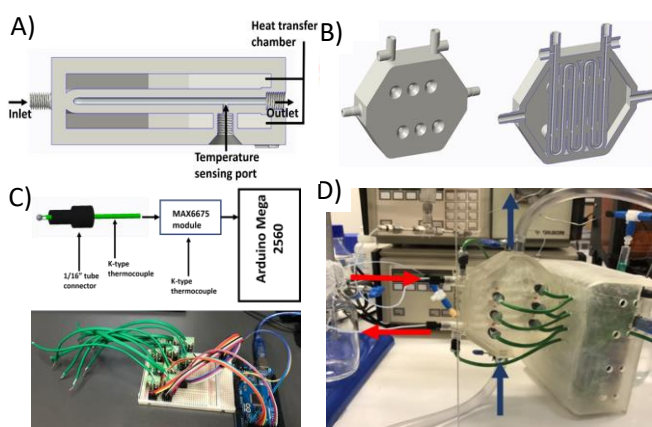 A)
Heat transfer
chamber
Inlet
Outlet
Temperature
sensing port
B)
C)
MAX6675
module
Arduino Mega
2560
K-type
thermocouple
1/16" tube
connector
K-type
thermocouple
D)